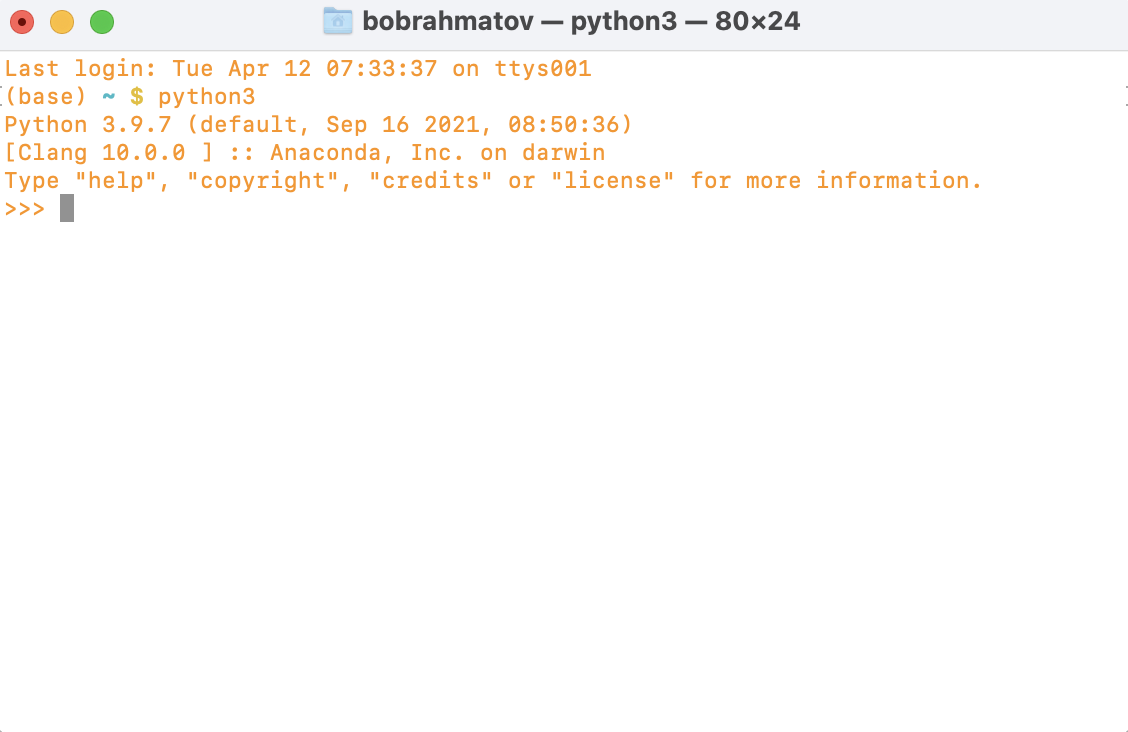 bobrahmatov — python3 — 80×24
Last login: Tue Apr 12 07:33:37 on ttys001
(base) ~ $ python3
Python 3.9.7 (default, Sep 16 2021, 08:50:36)
[Clang 10.0.0 ] :: Anaconda, Inc. on darwin
Type "help", "copyright", "credits" or "license" for more information.
>>>